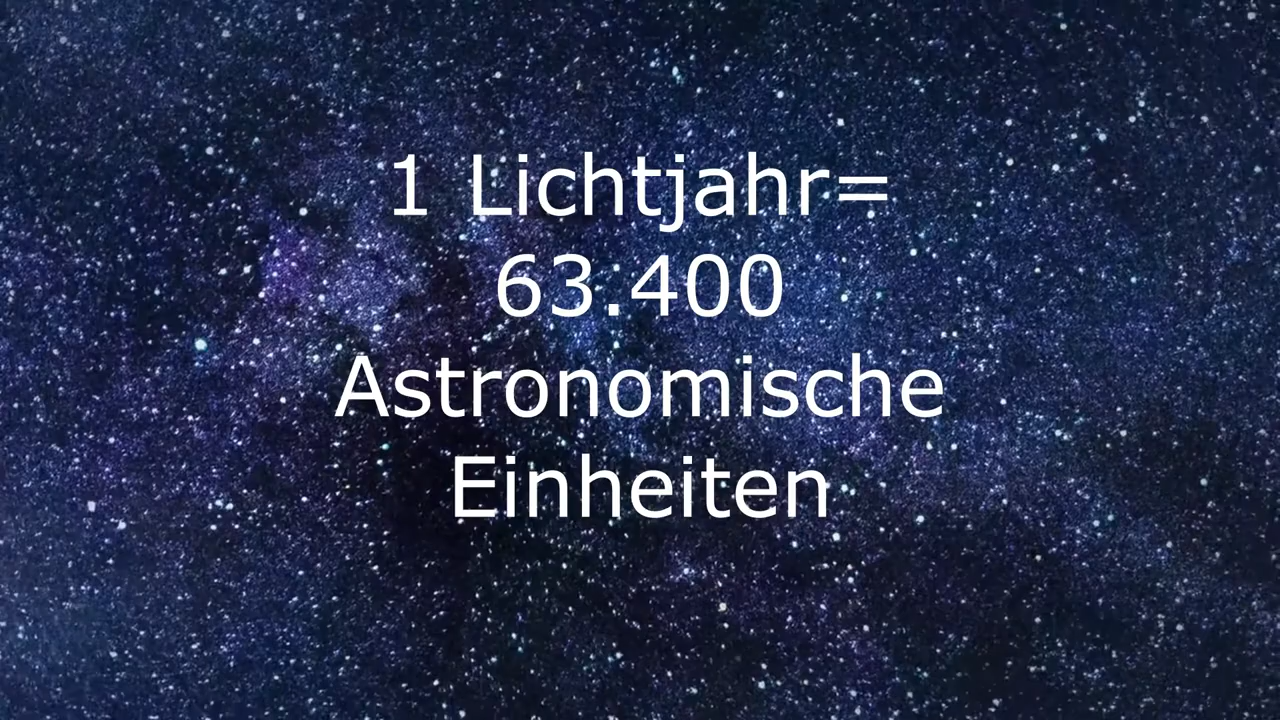 1 Lichtjahr=
63.400
Astronomische
Einheiten